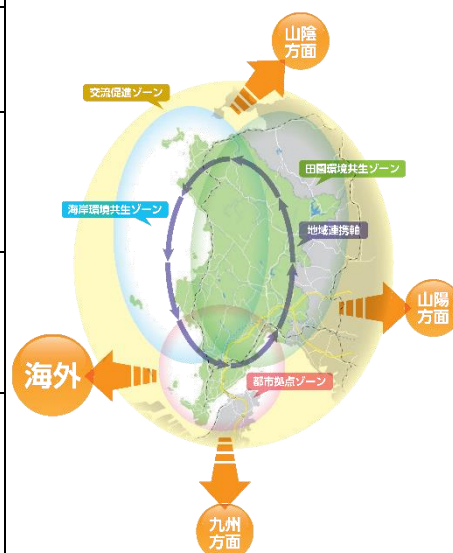 山陰
方面
交流促進ゾーン
田園環境共生ゾーン
海岸環境共生ゾーン
地域連携軸
山陽
方面
海外
都市拠点ゾーン
九州
方面